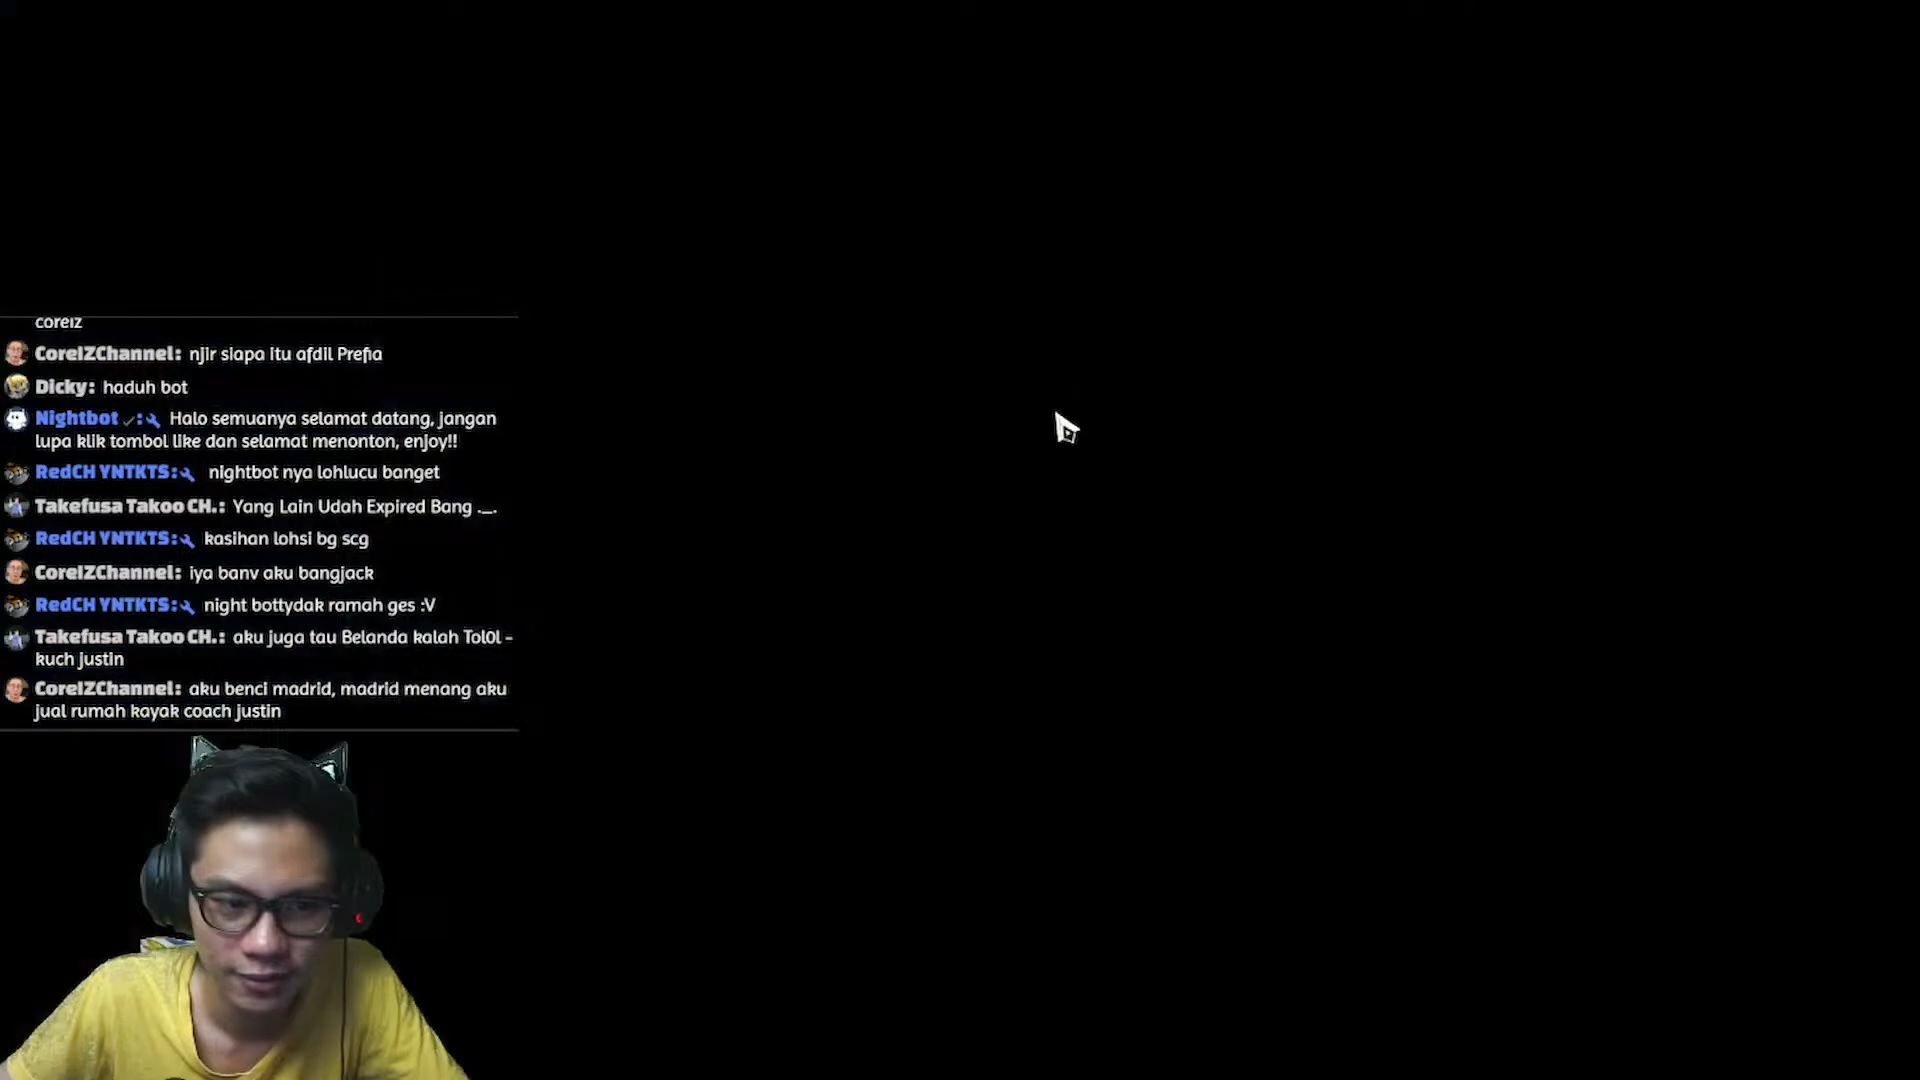 coreIz
CoreIZChannel: njir siapa itu afdil Prefia
Dicky: haduh bot
Nightbot ✓: Halo semuanya selamat datang, jangan
lupa klik tombol like dan selamat menonton, enjoy!!
RedCH YNTKTS: nightbot nya lohlucu banget
Takefusa Takoo CH.: Yang Lain Udah Expired Bang ._.
RedCH YNTKTS: kasihan lohsi bg scg
CoreIZChannel: iya banv aku bangjack
RedCH YNTKTS: night bottydak ramah ges :V
Takefusa Takoo CH.: aku juga tau Belanda kalah Tol0l -
kuch justin
CoreIZChannel: aku benci madrid, madrid menang aku
jual rumah kayak coach justin